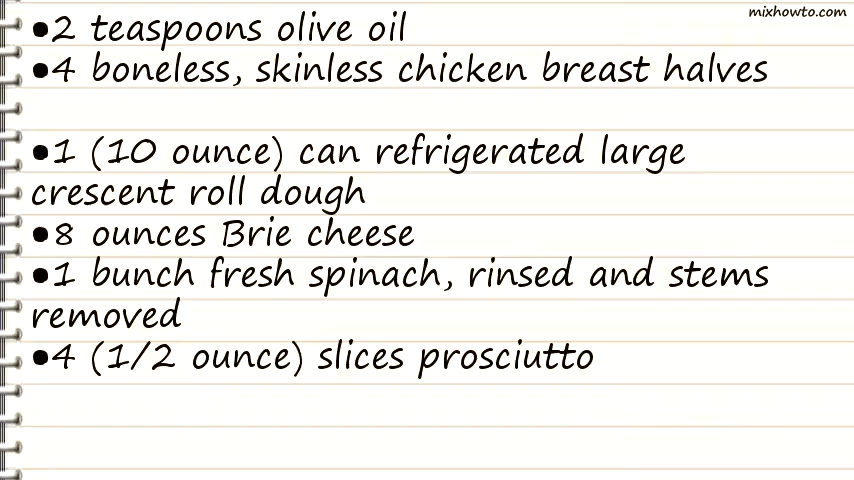 mixhowto.com
•2 teaspoons olive oil
•4 boneless, skinless chicken breast halves
•1 (10 ounce) can refrigerated large
crescent roll dough
•8 ounces Brie cheese
•1 bunch fresh spinach, rinsed and stems
removed
•4 (1/2 ounce) slices prosciutto